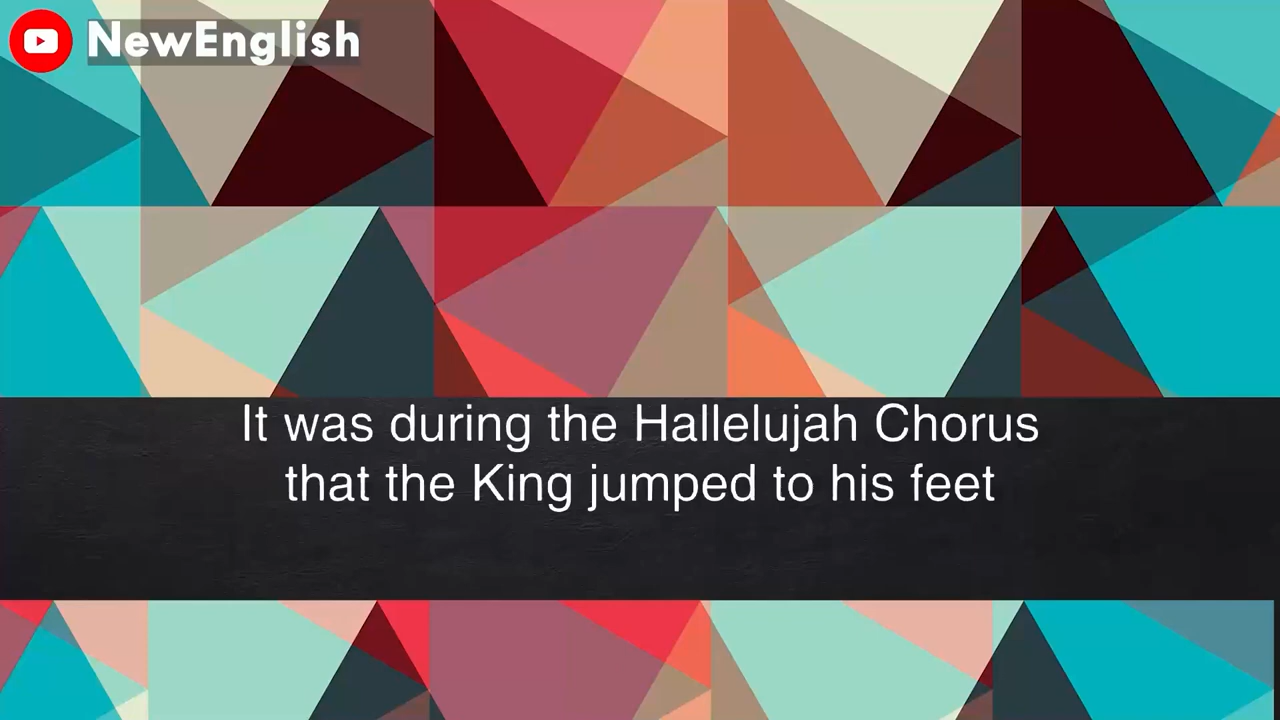 NewEnglish
It was during the Hallelujah Chorus
that the King jumped to his feet